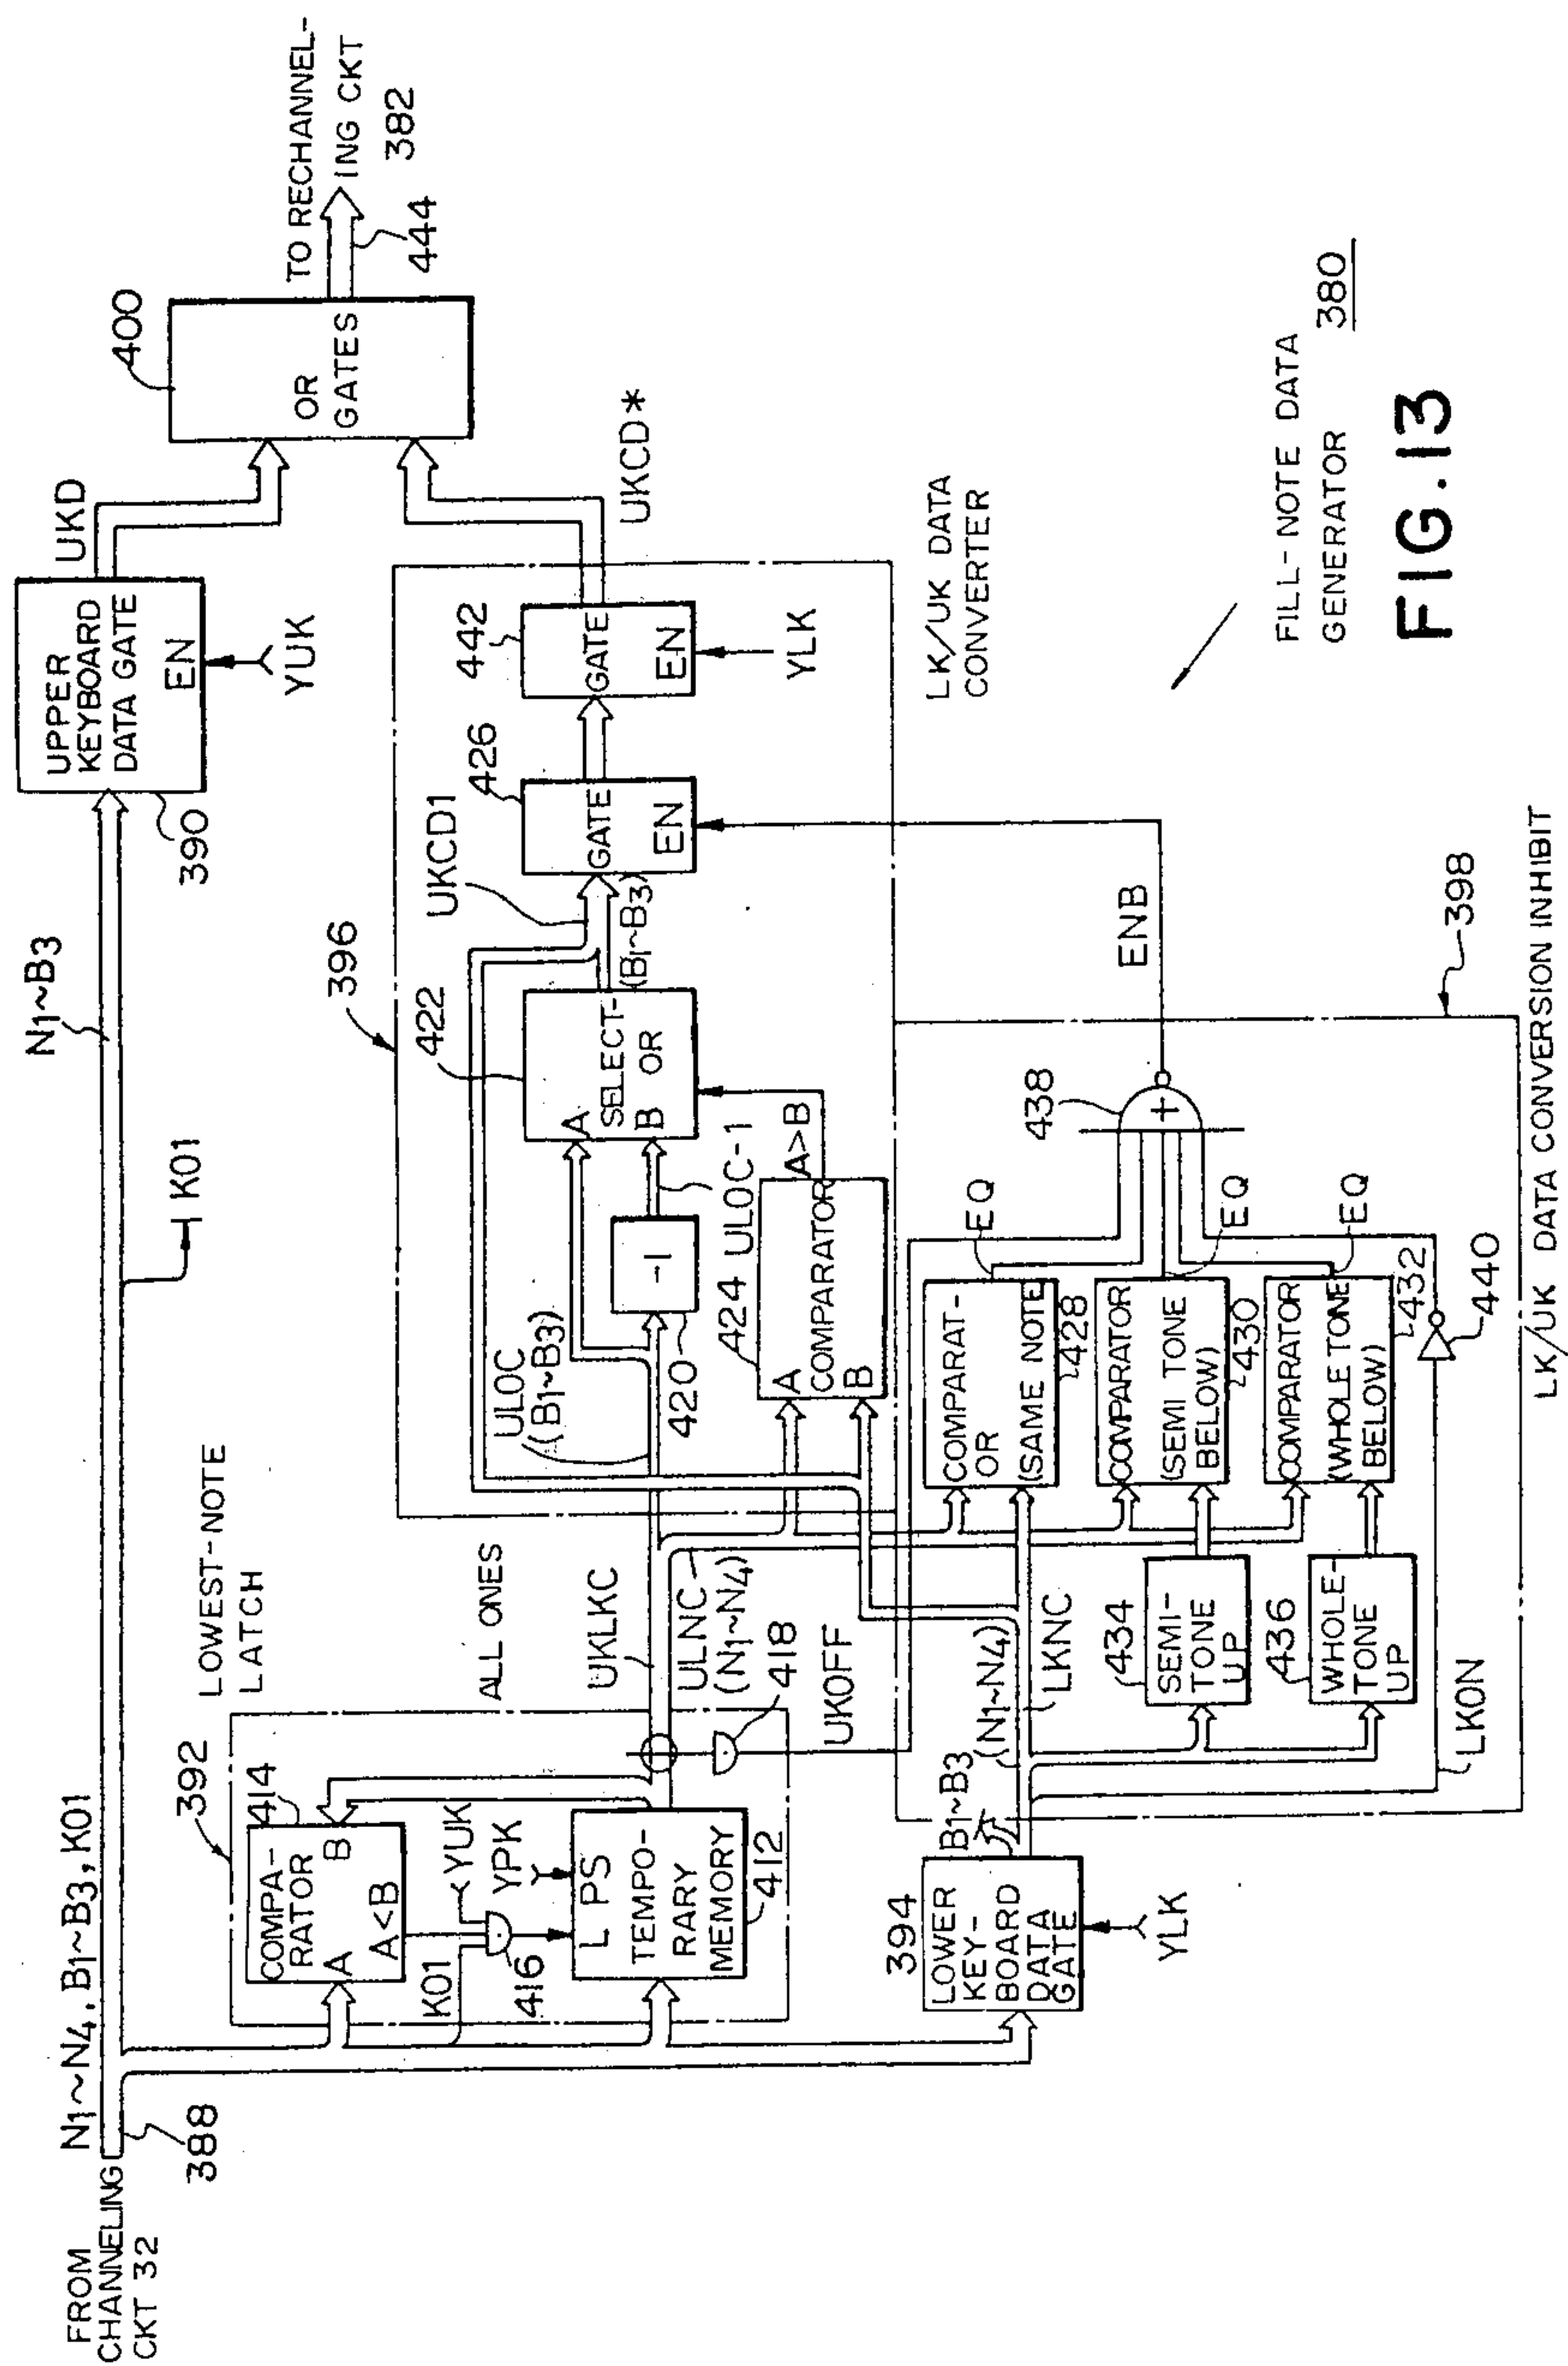 FROM
CHANNELING
CKT 32
N1~N4, B1~B3, K01
388
K01
N1~B3
390
UPPER
KEYBOARD
DATA GATE
EN
YUK
UKD
400
OR
GATES
TO RECHANNEL-
ING CKT
382
444
392
LOWEST-NOTE
LATCH
414
COMPA-
RATOR
A
B
A<B
K01
YUK
416
YPK
L PS
TEMPO-
RARY
MEMORY
412
ALL ONES
UKLKC
ULNC
(N1~N4)
418
UKOFF
396
UL0C
(B1~B3)
420
-1
UL0C-1
422
A
SELECT-
OR
B
424
A
COMPARATOR
B
A>B
UKCD1
(B1~B3)
426
GATE
EN
442
GATE
EN
YLK
UKCD*
LK/UK DATA
CONVERTER
394
LOWER
KEY-
BOARD
DATA
GATE
YLK
B1~B3
(N1~N4)
LKNC
434
SEMI-
TONE
UP
436
WHOLE-
TONE
UP
LKON
COMPARAT-
OR
(SAME NOTE)
428
COMPARATOR
(SEMI TONE
BELOW)
430
COMPARATOR
(WHOLE TONE
BELOW)
432
EQ
EQ
EQ
440
438
ENB
398
LK/UK DATA CONVERSION INHIBIT
FILL-NOTE DATA
GENERATOR 380
FIG.13